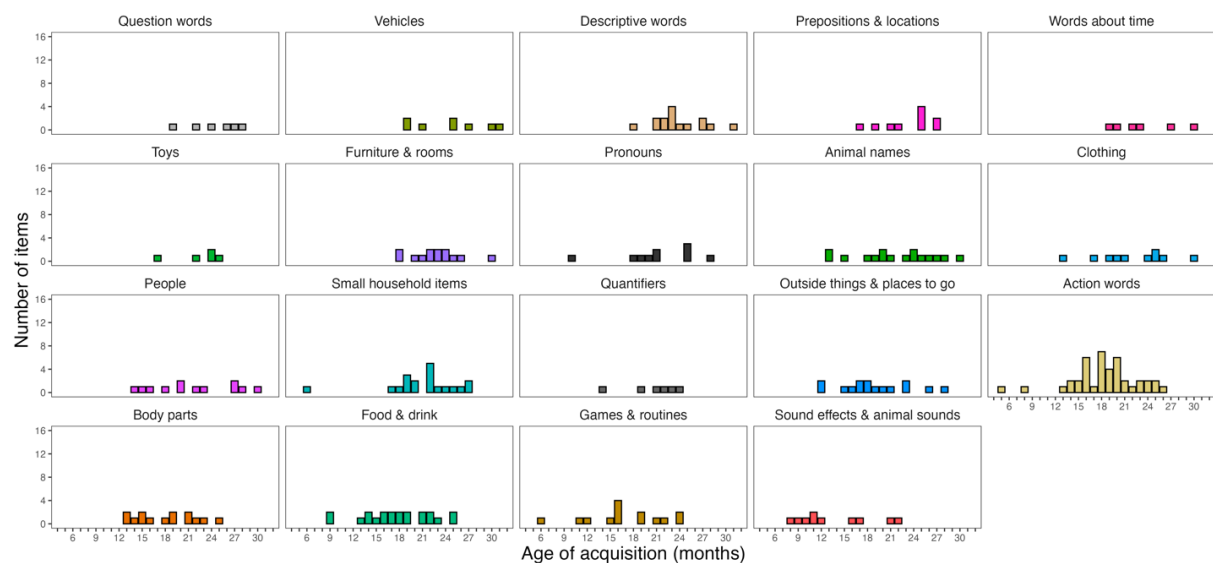 Question words
Vehicles
Descriptive words
Prepositions & locations
Words about time
16
12
8
4
0
Toys
Furniture & rooms
Pronouns
Animal names
Clothing
16
12
8
4
0
People
Small household items
Quantifiers
Outside things & places to go
Action words
16
12
8
4
0
6 9 12 15 18 21 24 27 30
Body parts
Food & drink
Games & routines
Sound effects & animal sounds
16
12
8
4
0
6 9 12 15 18 21 24 27 30
6 9 12 15 18 21 24 27 30
6 9 12 15 18 21 24 27 30
6 9 12 15 18 21 24 27 30
Number of items
Age of acquisition (months)